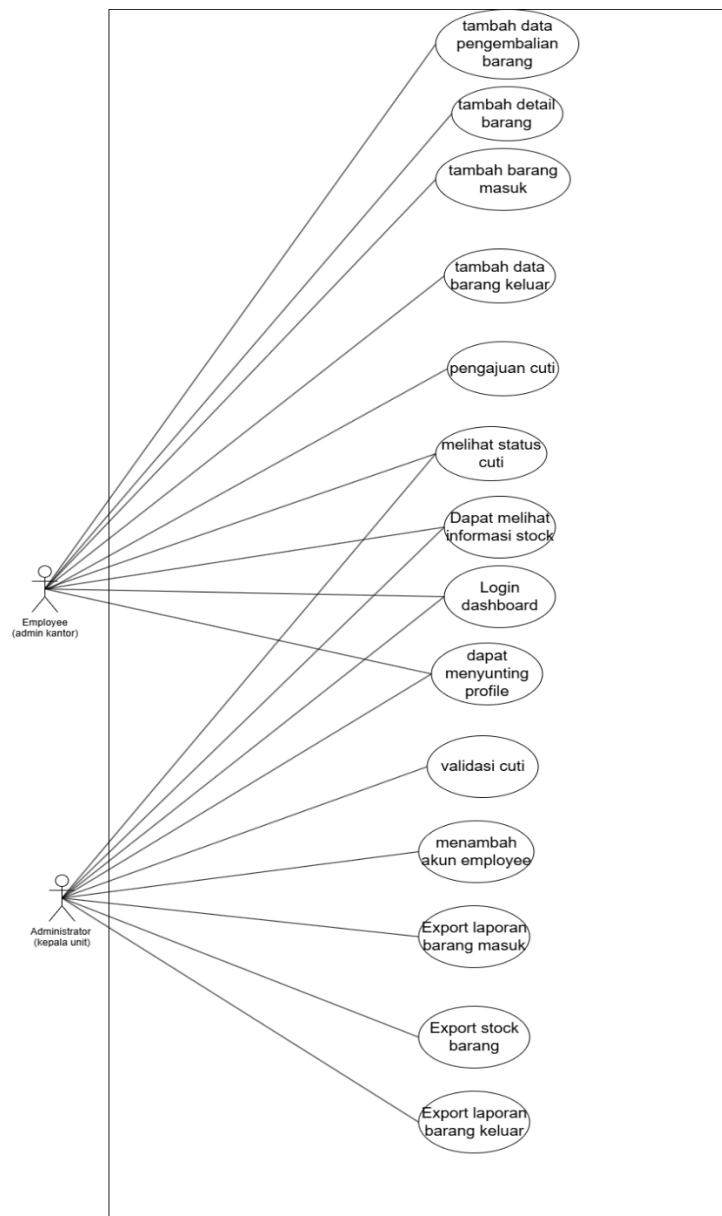 tambah data
pengembalian
barang
tambah detail
barang
tambah barang
masuk
tambah data
barang keluar
pengajuan cuti
melihat status
cuti
Dapat melihat
informasi stock
Login
dashboard
Employee
(admin kantor)
dapat
menyunting
profile
validasi cuti
menambah
akun employee
Administrator
(kepala unit)
Export laporan
barang masuk
Export stock
barang
Export laporan
barang keluar